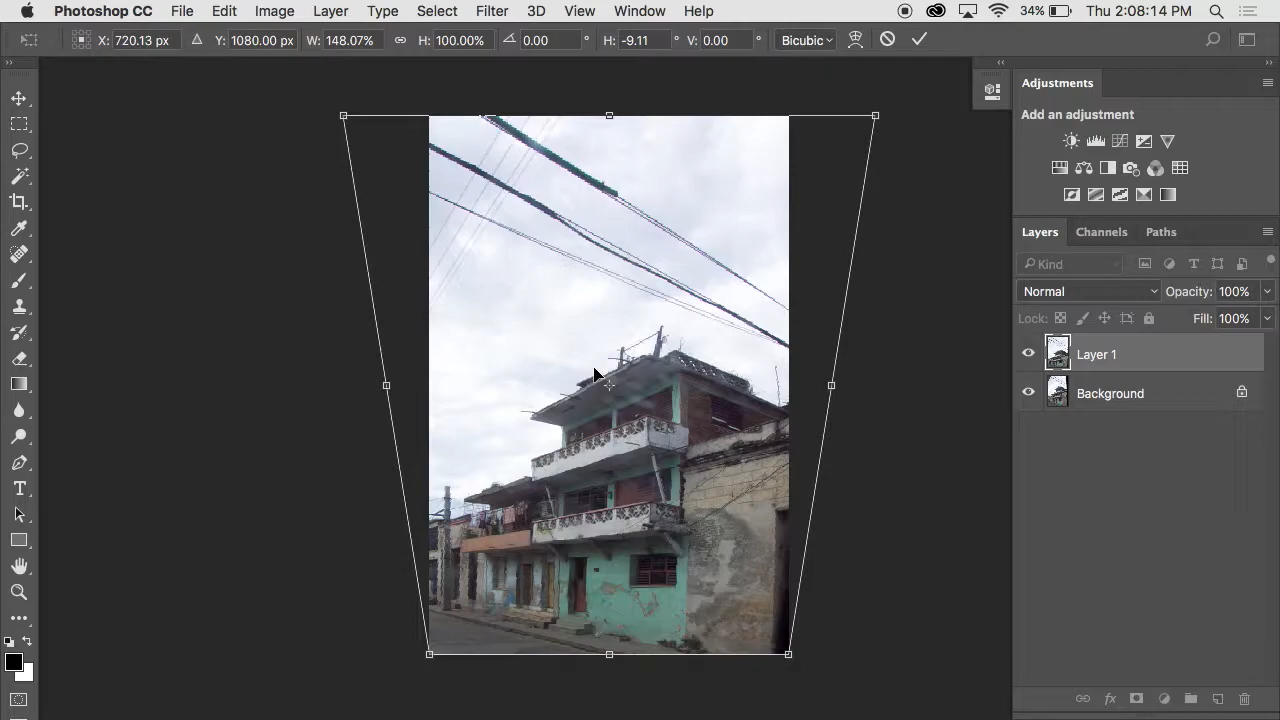 Photoshop CC File Edit Image Layer Type Select Filter 3D View Window Help 34% Thu 2:08:14 PM
X: 720.13 px Y: 1080.00 px W: 148.07% H: 100.00% 0.00 ° H: -9.11 ° V: 0.00 ° Bicubic
Adjustments
Add an adjustment
Layers Channels Paths
Kind
Normal Opacity: 100%
Lock: Fill: 100%
Layer 1
Background